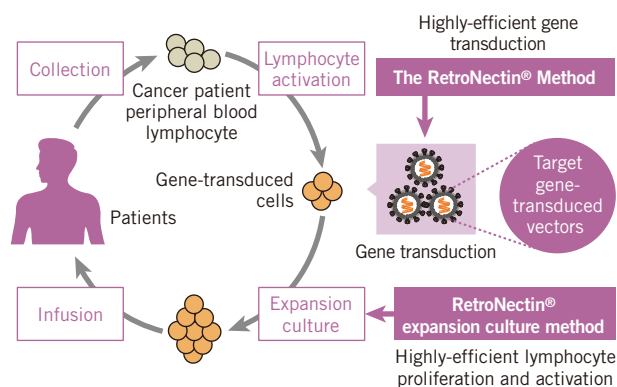 Highly-efficient gene
transduction
The RetroNectin® Method
Collection
Lymphocyte
activation
Cancer patient
peripheral blood
lymphocyte
Gene-transduced
cells
Patients
Target
gene-
transduced
vectors
Gene transduction
Infusion
Expansion
culture
RetroNectin®
expansion culture method
Highly-efficient lymphocyte
proliferation and activation